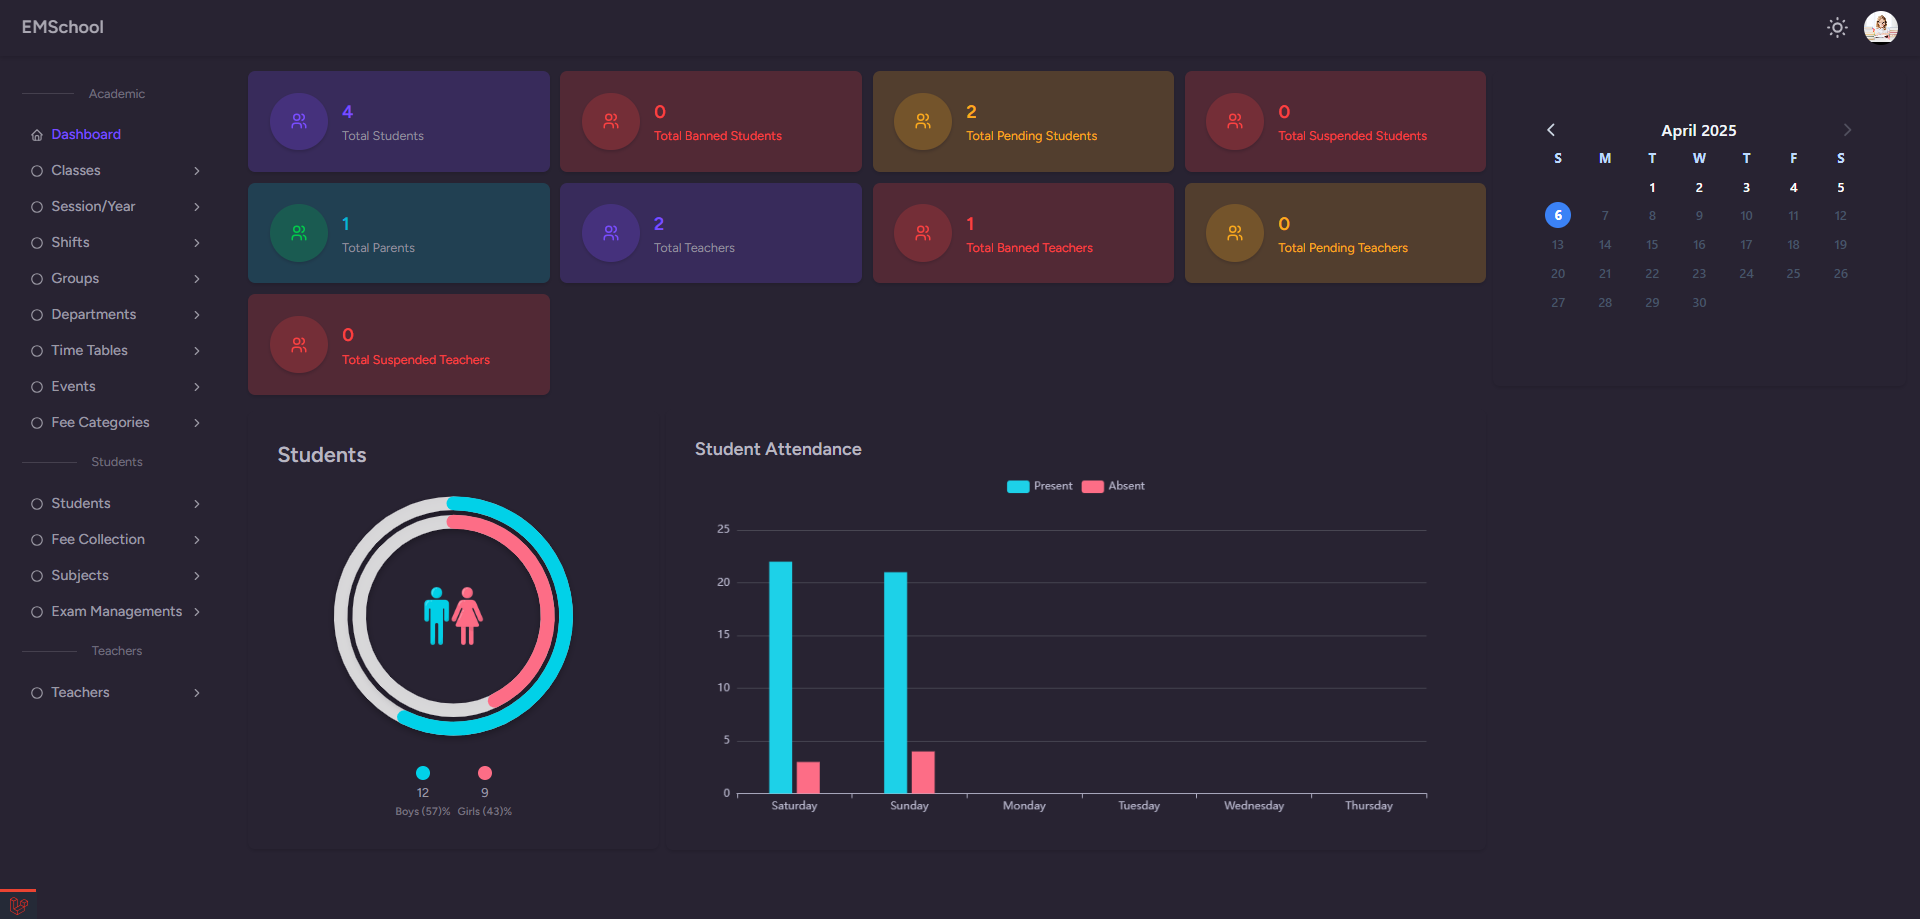 EMSchool
Academic
Dashboard
Classes
Session/Year
Shifts
Groups
Departments
Time Tables
Events
Fee Categories
Students
Students
Fee Collection
Subjects
Exam Managements
Teachers
Teachers
4
Total Students
0
Total Banned Students
2
Total Pending Students
0
Total Suspended Students
1
Total Parents
2
Total Teachers
1
Total Banned Teachers
0
Total Pending Teachers
0
Total Suspended Teachers
April 2025
S M T W T F S
1 2 3 4 5
6 7 8 9 10 11 12
13 14 15 16 17 18 19
20 21 22 23 24 25 26
27 28 29 30
Students
12 9
Boys (57)% Girls (43)%
Student Attendance
Present Absent
25
20
15
10
5
0
Saturday Sunday Monday Tuesday Wednesday Thursday